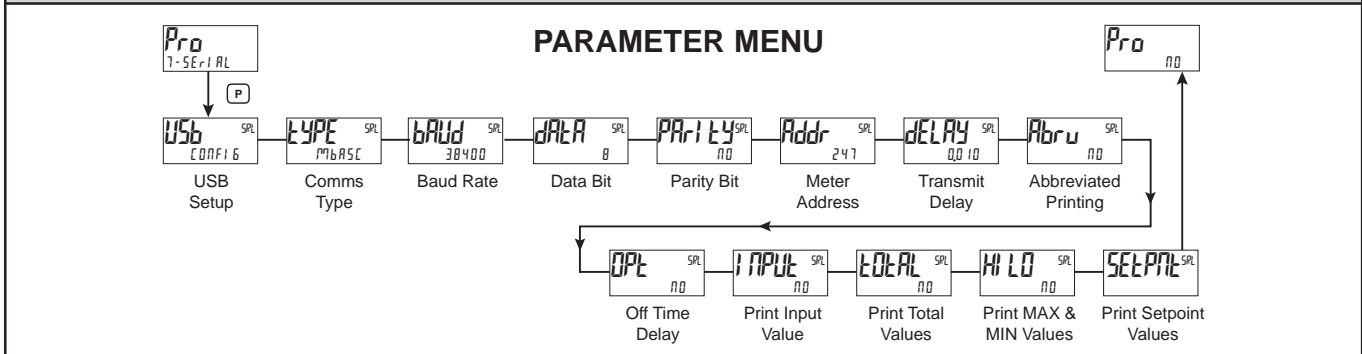 PARAMETER MENU
Pro
7-SErIAL
P
Pro
NO
USb SPL
CONFIG
USB
Setup
tYPE SPL
MbASC
Comms
Type
bAUd SPL
38400
Baud Rate
dAtA SPL
8
Data Bit
PArItY SPL
NO
Parity Bit
Addr SPL
247
Meter
Address
dELAY SPL
0.010
Transmit
Delay
Abru SPL
NO
Abbreviated
Printing
OPt SPL
NO
Off Time
Delay
INPUt SPL
NO
Print Input
Value
tOtAL SPL
NO
Print Total
Values
HI LO SPL
NO
Print MAX &
MIN Values
SEtPNt SPL
Print Setpoint
Values